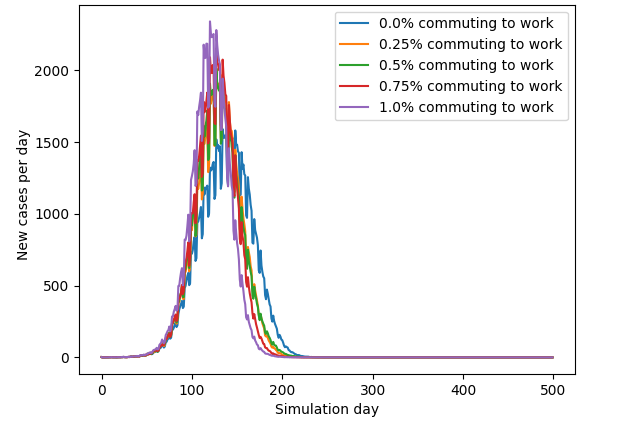 0.0% commuting to work
0.25% commuting to work
0.5% commuting to work
0.75% commuting to work
1.0% commuting to work
New cases per day
2000
1500
1000
500
0
0 100 200 300 400 500
Simulation day